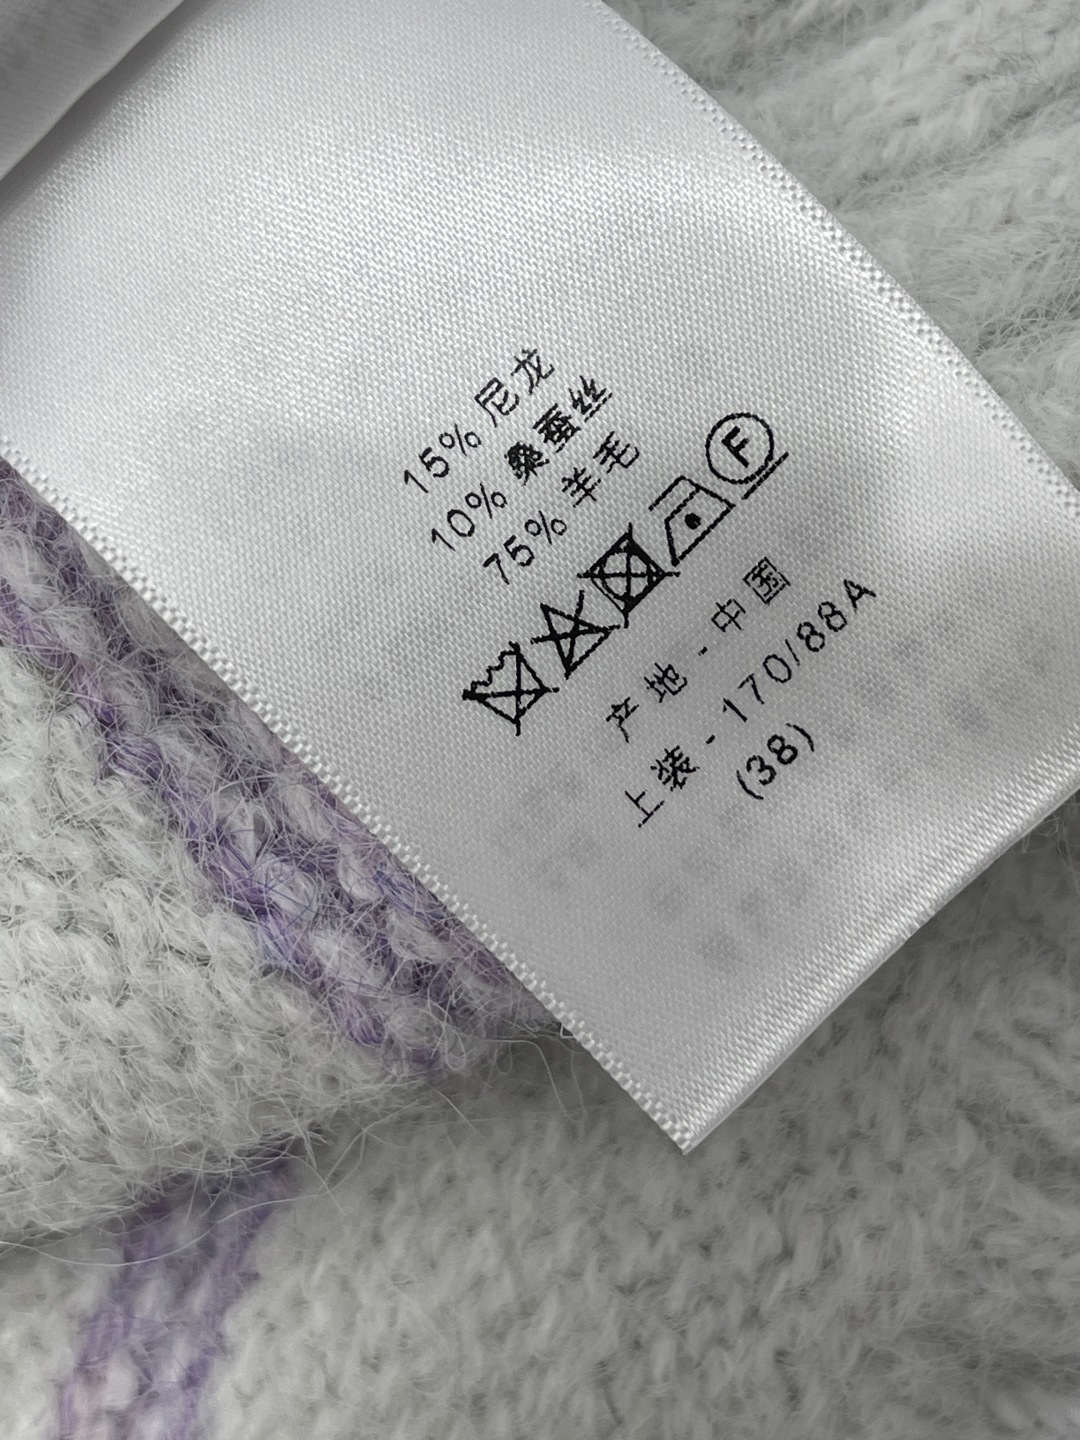 15% 尼龙
10% 桑蚕丝
75% 羊毛
F
产地 - 中国
上装 - 170/88A
(38)